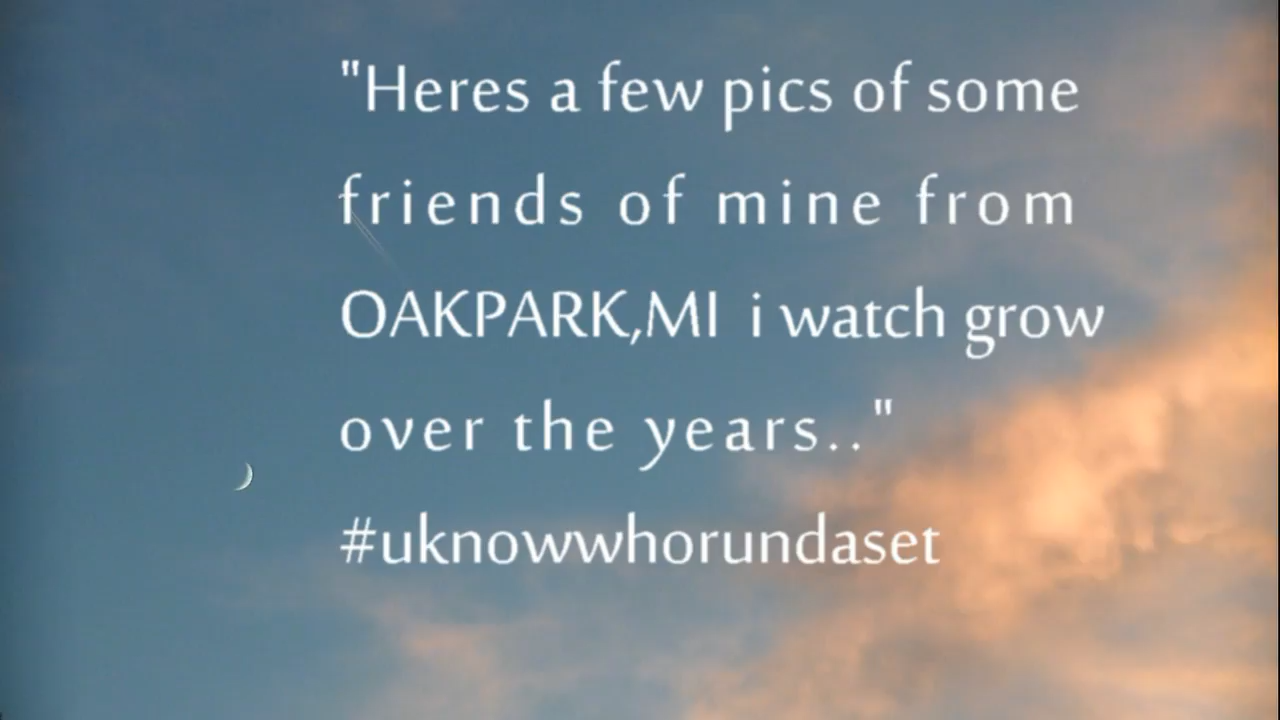 "Heres a few pics of some
friends of mine from
OAKPARK,MI i watch grow
over the years.."
#uknowwhorundaset